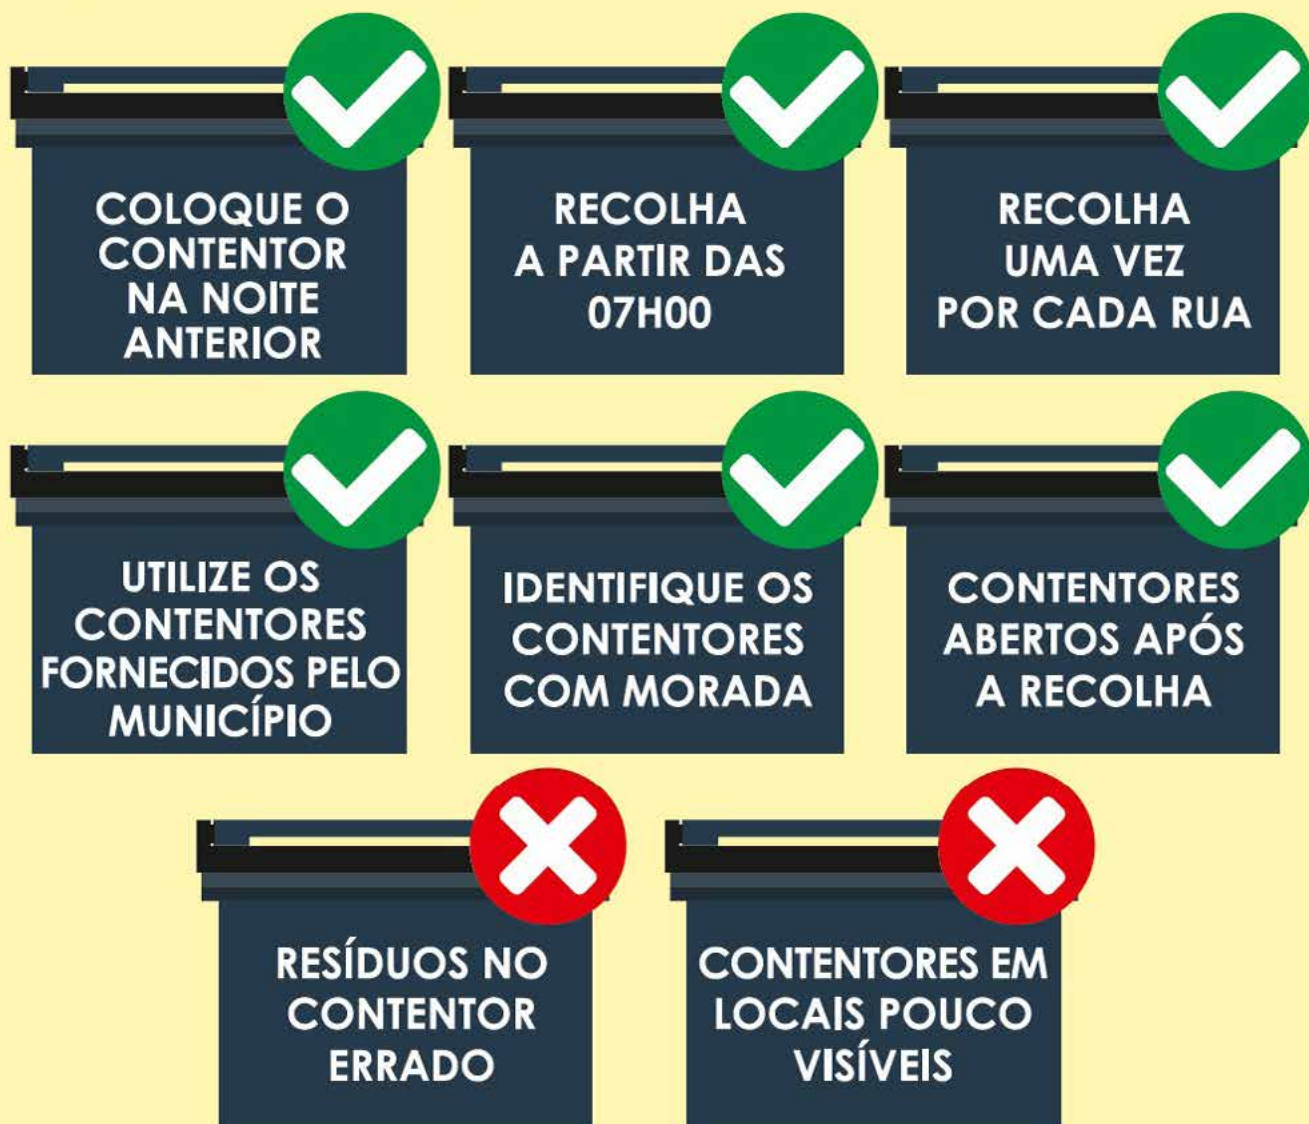 COLOQUE O
CONTENTOR
NA NOITE
ANTERIOR
RECOLHA
A PARTIR DAS
07H00
RECOLHA
UMA VEZ
POR CADA RUA
UTILIZE OS
CONTENTORES
FORNECIDOS PELO
MUNICÍPIO
IDENTIFIQUE OS
CONTENTORES
COM MORADA
CONTENTORES
ABERTOS APÓS
A RECOLHA
RESÍDUOS NO
CONTENTOR
ERRADO
CONTENTORES EM
LOCAIS POUCO
VISÍVEIS